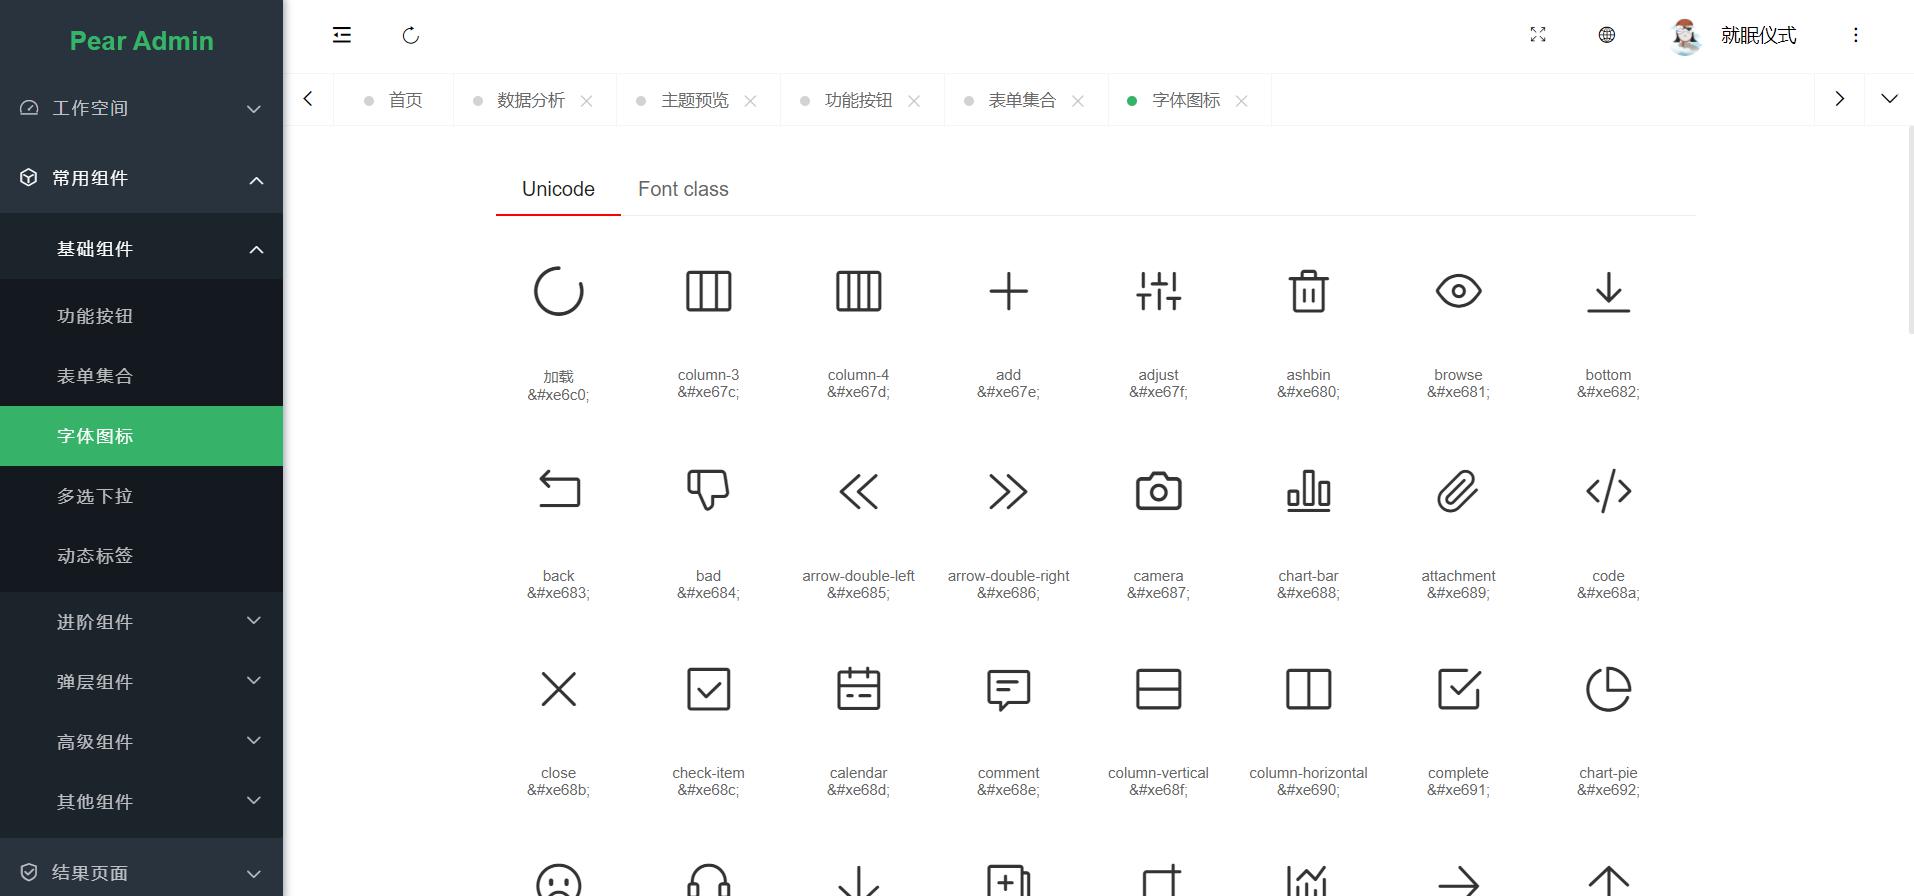 Pear Admin
工作空间
常用组件
基础组件
功能按钮
表单集合
字体图标
多选下拉
动态标签
进阶组件
弹层组件
高级组件
其他组件
结果页面
就眠仪式
首页
数据分析
主题预览
功能按钮
表单集合
字体图标
Unicode
Font class
加载
&#xe6c0;
column-3
&#xe67c;
column-4
&#xe67d;
add
&#xe67e;
adjust
&#xe67f;
ashbin
&#xe680;
browse
&#xe681;
bottom
&#xe682;
back
&#xe683;
bad
&#xe684;
arrow-double-left
&#xe685;
arrow-double-right
&#xe686;
camera
&#xe687;
chart-bar
&#xe688;
attachment
&#xe689;
code
&#xe68a;
close
&#xe68b;
check-item
&#xe68c;
calendar
&#xe68d;
comment
&#xe68e;
column-vertical
&#xe68f;
column-horizontal
&#xe690;
complete
&#xe691;
chart-pie
&#xe692;